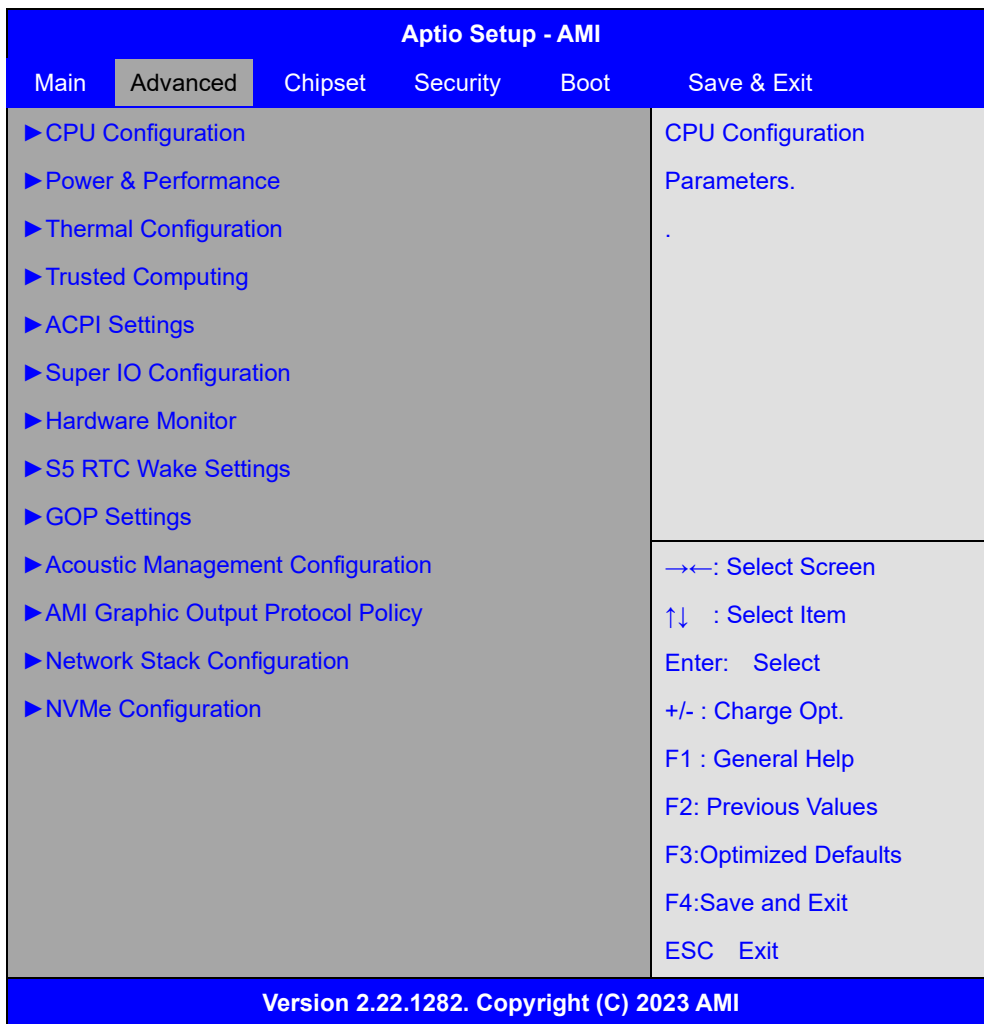 Aptio Setup - AMI
Main Advanced Chipset Security Boot Save & Exit
►CPU Configuration
►Power & Performance
►Thermal Configuration
►Trusted Computing
►ACPI Settings
►Super IO Configuration
►Hardware Monitor
►S5 RTC Wake Settings
►GOP Settings
►Acoustic Management Configuration
►AMI Graphic Output Protocol Policy
►Network Stack Configuration
►NVMe Configuration
CPU Configuration
Parameters.
.
→←: Select Screen
↑↓ : Select Item
Enter: Select
+/- : Charge Opt.
F1 : General Help
F2: Previous Values
F3:Optimized Defaults
F4:Save and Exit
ESC Exit
Version 2.22.1282. Copyright (C) 2023 AMI